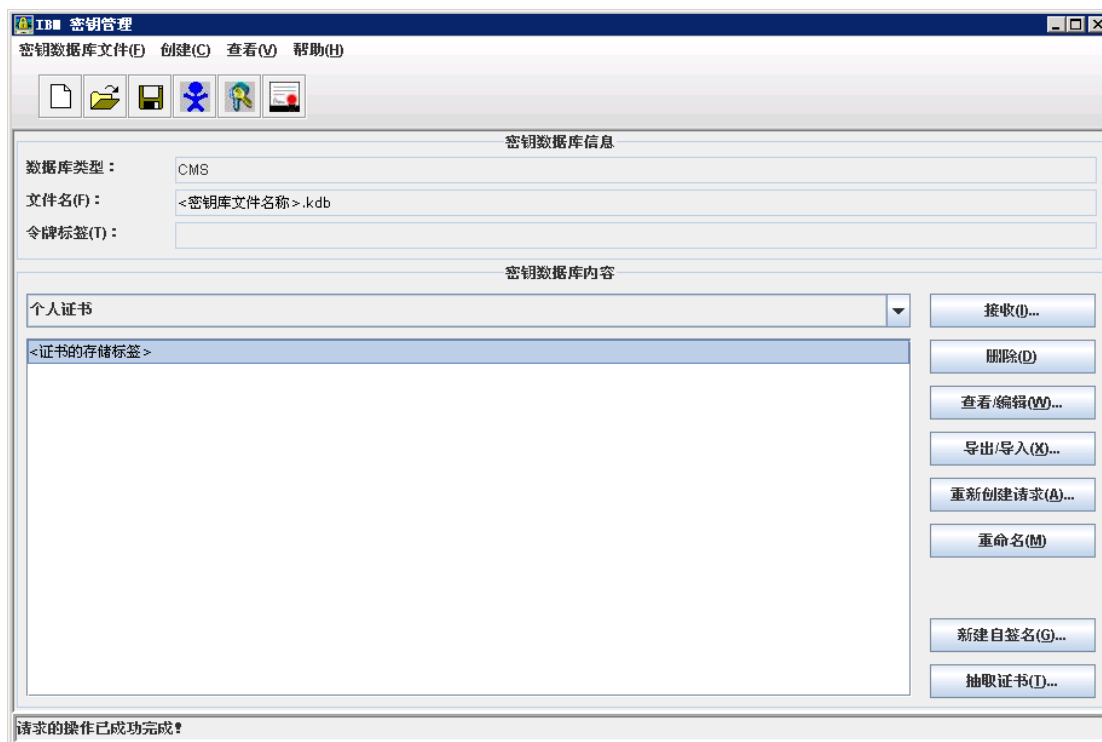 IBM 密钥管理
密钥数据库文件(F) 创建(C) 查看(V) 帮助(H)
密钥数据库信息
数据库类型： CMS
文件名(F)： <密钥库文件名称>.kdb
令牌标签(T)：
密钥数据库内容
个人证书
接收(I)...
<证书的存储标签>
删除(D)
查看/编辑(W)...
导出/导入(X)...
重新创建请求(A)...
重命名(M)
新建自签名(G)...
抽取证书(T)...
请求的操作已成功完成！